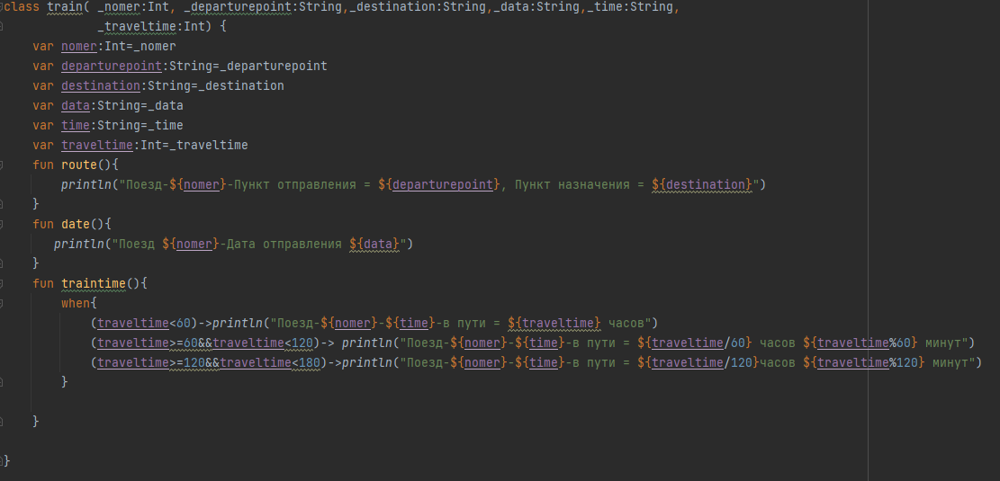 class train( _nomer:Int, _departurepoint:String,_destination:String,_data:String,_time:String,
_traveltime:Int) {
var nomer:Int=_nomer
var departurepoint:String=_departurepoint
var destination:String=_destination
var data:String=_data
var time:String=_time
var traveltime:Int=_traveltime
fun route(){
println("Поезд-${nomer}-Пункт отправления = ${departurepoint}, Пункт назначения = ${destination}")
}
fun date(){
println("Поезд ${nomer}-Дата отправления ${data}")
}
fun traintime(){
when{
(traveltime<60)->println("Поезд-${nomer}-${time}-в пути = ${traveltime} часов")
(traveltime>=60&&traveltime<120)-> println("Поезд-${nomer}-${time}-в пути = ${traveltime/60} часов ${traveltime%60} минут")
(traveltime>=120&&traveltime<180)->println("Поезд-${nomer}-${time}-в пути = ${traveltime/120}часов ${traveltime%120} минут")
}
}
}